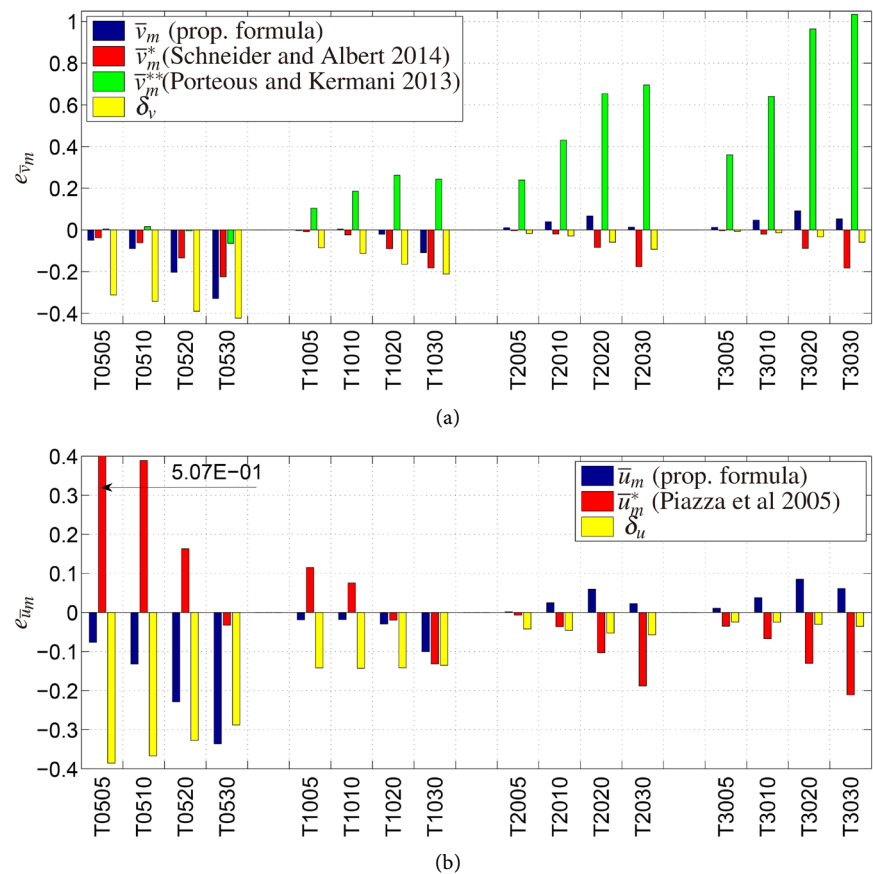 (a)
1
0.8
0.6
0.4
0.2
0
−0.2
−0.4
e_v̅m
v̅m (prop. formula)
v̅*m(Schneider and Albert 2014)
v̅**m(Porteous and Kermani 2013)
δv
T0505 T0510 T0520 T0530 T1005 T1010 T1020 T1030 T2005 T2010 T2020 T2030 T3005 T3010 T3020 T3030
(a)
0.4
0.3
0.2
0.1
0
−0.1
−0.2
−0.3
−0.4
e_u̅m
5.07E−01
u̅m (prop. formula)
u̅*m (Piazza et al 2005)
δu
T0505 T0510 T0520 T0530 T1005 T1010 T1020 T1030 T2005 T2010 T2020 T2030 T3005 T3010 T3020 T3030
(b)